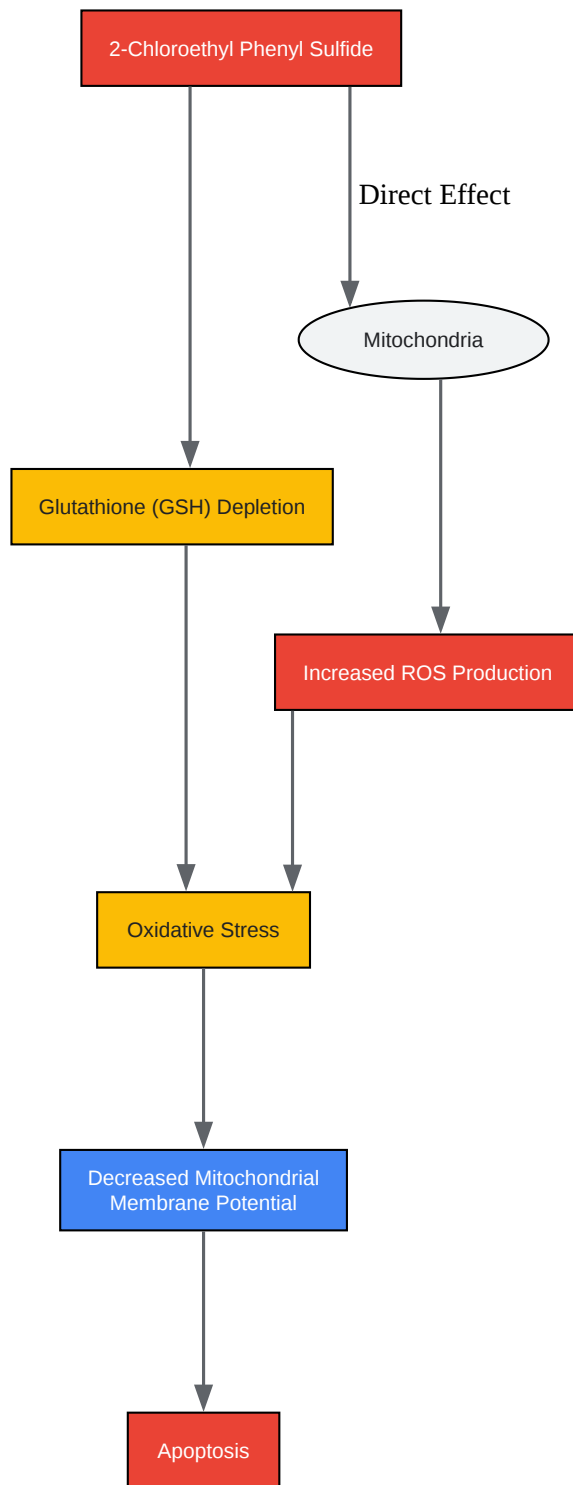 2-Chloroethyl Phenyl Sulfide
Direct Effect
Mitochondria
Glutathione (GSH) Depletion
Increased ROS Production
Oxidative Stress
Decreased Mitochondrial
Membrane Potential
Apoptosis